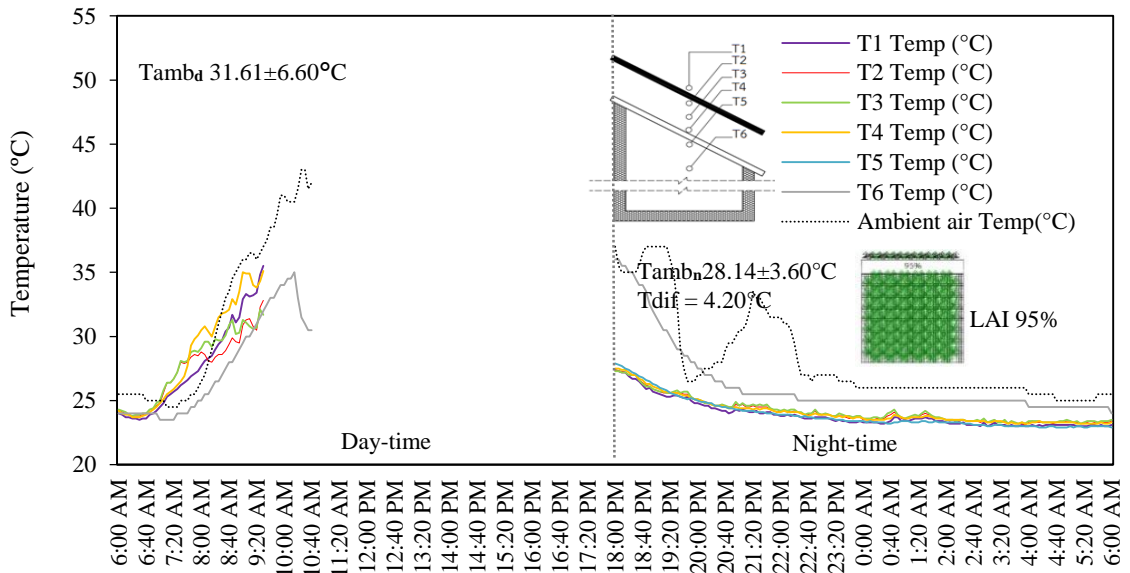 55
50
45
40
35
30
25
20
Temperature (°C)
Tamb_d 31.61±6.60°C
T1
T2
T3
T4
T5
T6
T1 Temp (°C)
T2 Temp (°C)
T3 Temp (°C)
T4 Temp (°C)
T5 Temp (°C)
T6 Temp (°C)
Ambient air Temp(°C)
Tamb_n28.14±3.60°C
Tdif = 4.20°C
95%
LAI 95%
Day-time
Night-time
6:00 AM
6:40 AM
7:20 AM
8:00 AM
8:40 AM
9:20 AM
10:00 AM
10:40 AM
11:20 AM
12:00 PM
12:40 PM
13:20 PM
14:00 PM
14:40 PM
15:20 PM
16:00 PM
16:40 PM
17:20 PM
18:00 PM
18:40 PM
19:20 PM
20:00 PM
20:40 PM
21:20 PM
22:00 PM
22:40 PM
23:20 PM
0:00 AM
0:40 AM
1:20 AM
2:00 AM
2:40 AM
3:20 AM
4:00 AM
4:40 AM
5:20 AM
6:00 AM